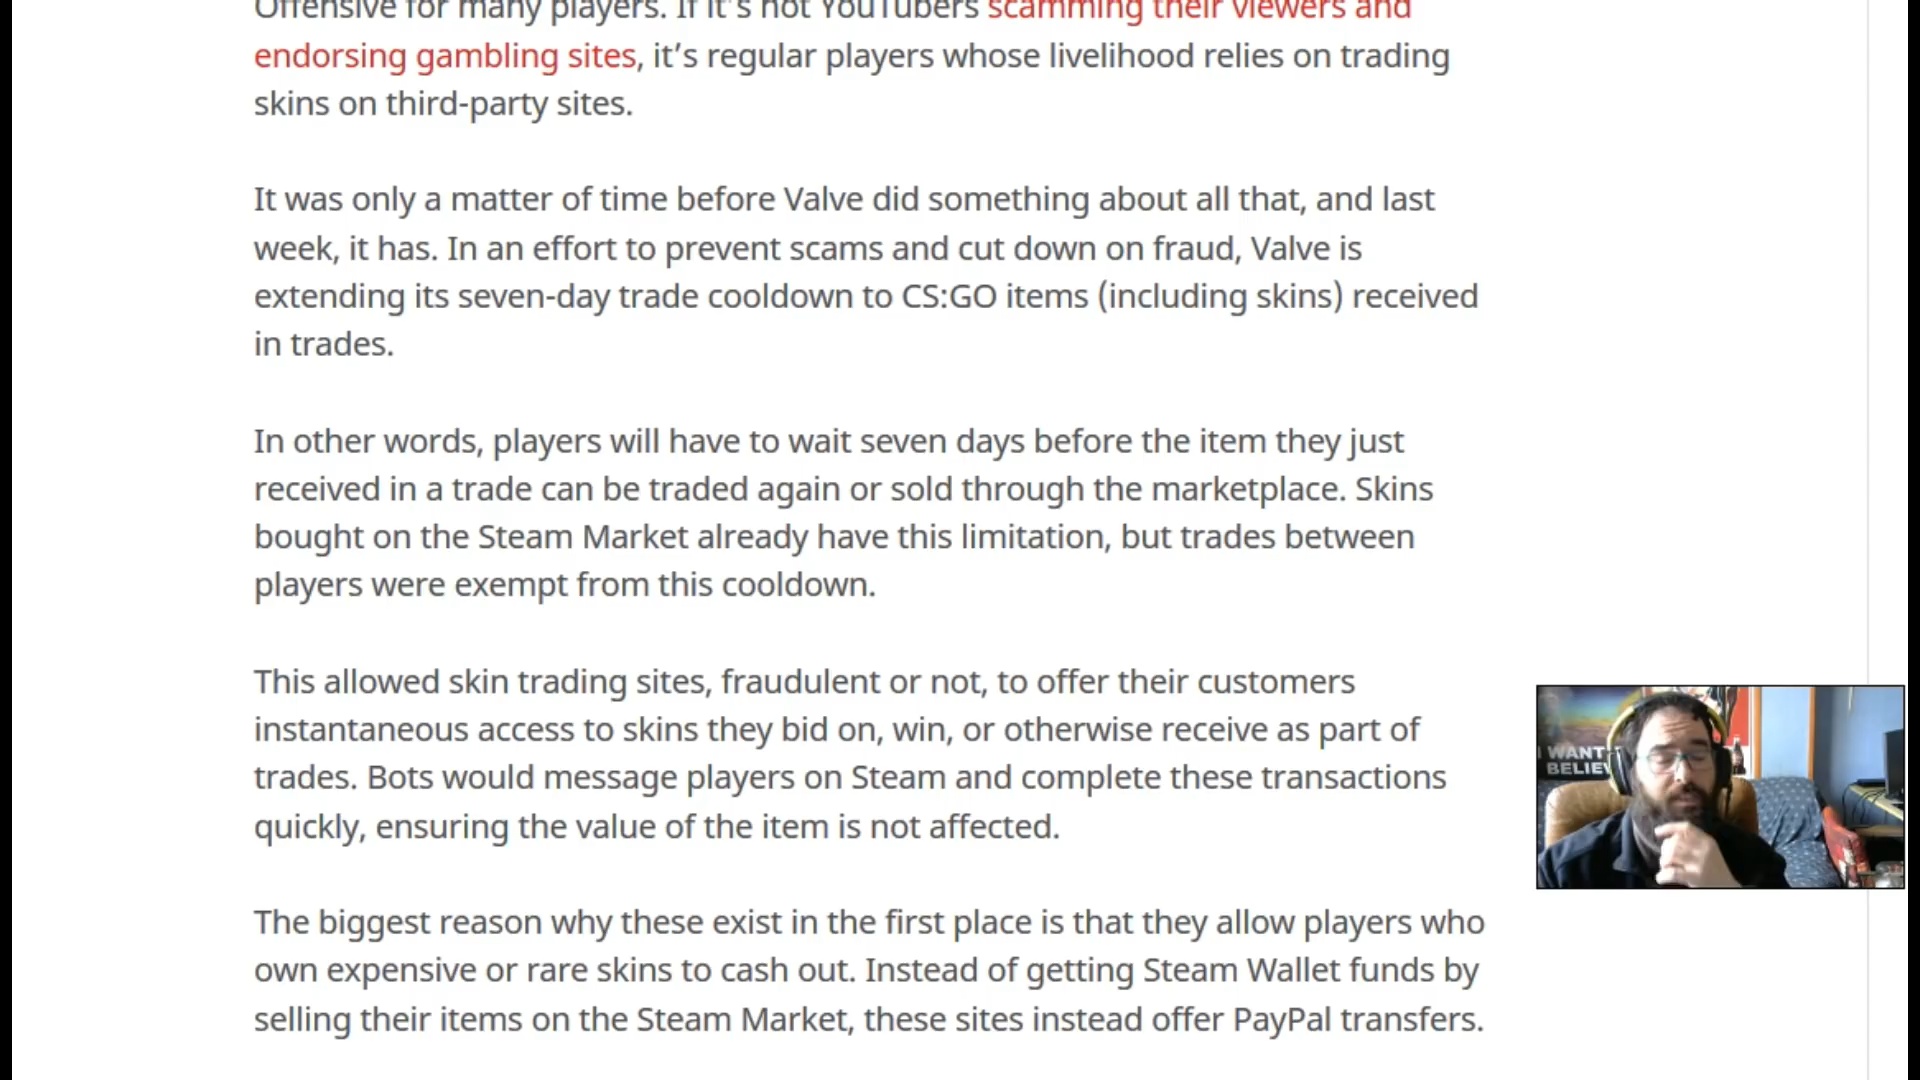 Offensive for many players. If it's not YouTubers scamming their viewers and
endorsing gambling sites, it’s regular players whose livelihood relies on trading
skins on third-party sites.
It was only a matter of time before Valve did something about all that, and last
week, it has. In an effort to prevent scams and cut down on fraud, Valve is
extending its seven-day trade cooldown to CS:GO items (including skins) received
in trades.
In other words, players will have to wait seven days before the item they just
received in a trade can be traded again or sold through the marketplace. Skins
bought on the Steam Market already have this limitation, but trades between
players were exempt from this cooldown.
This allowed skin trading sites, fraudulent or not, to offer their customers
instantaneous access to skins they bid on, win, or otherwise receive as part of
trades. Bots would message players on Steam and complete these transactions
quickly, ensuring the value of the item is not affected.
The biggest reason why these exist in the first place is that they allow players who
own expensive or rare skins to cash out. Instead of getting Steam Wallet funds by
selling their items on the Steam Market, these sites instead offer PayPal transfers.
I WANT
BELIEV